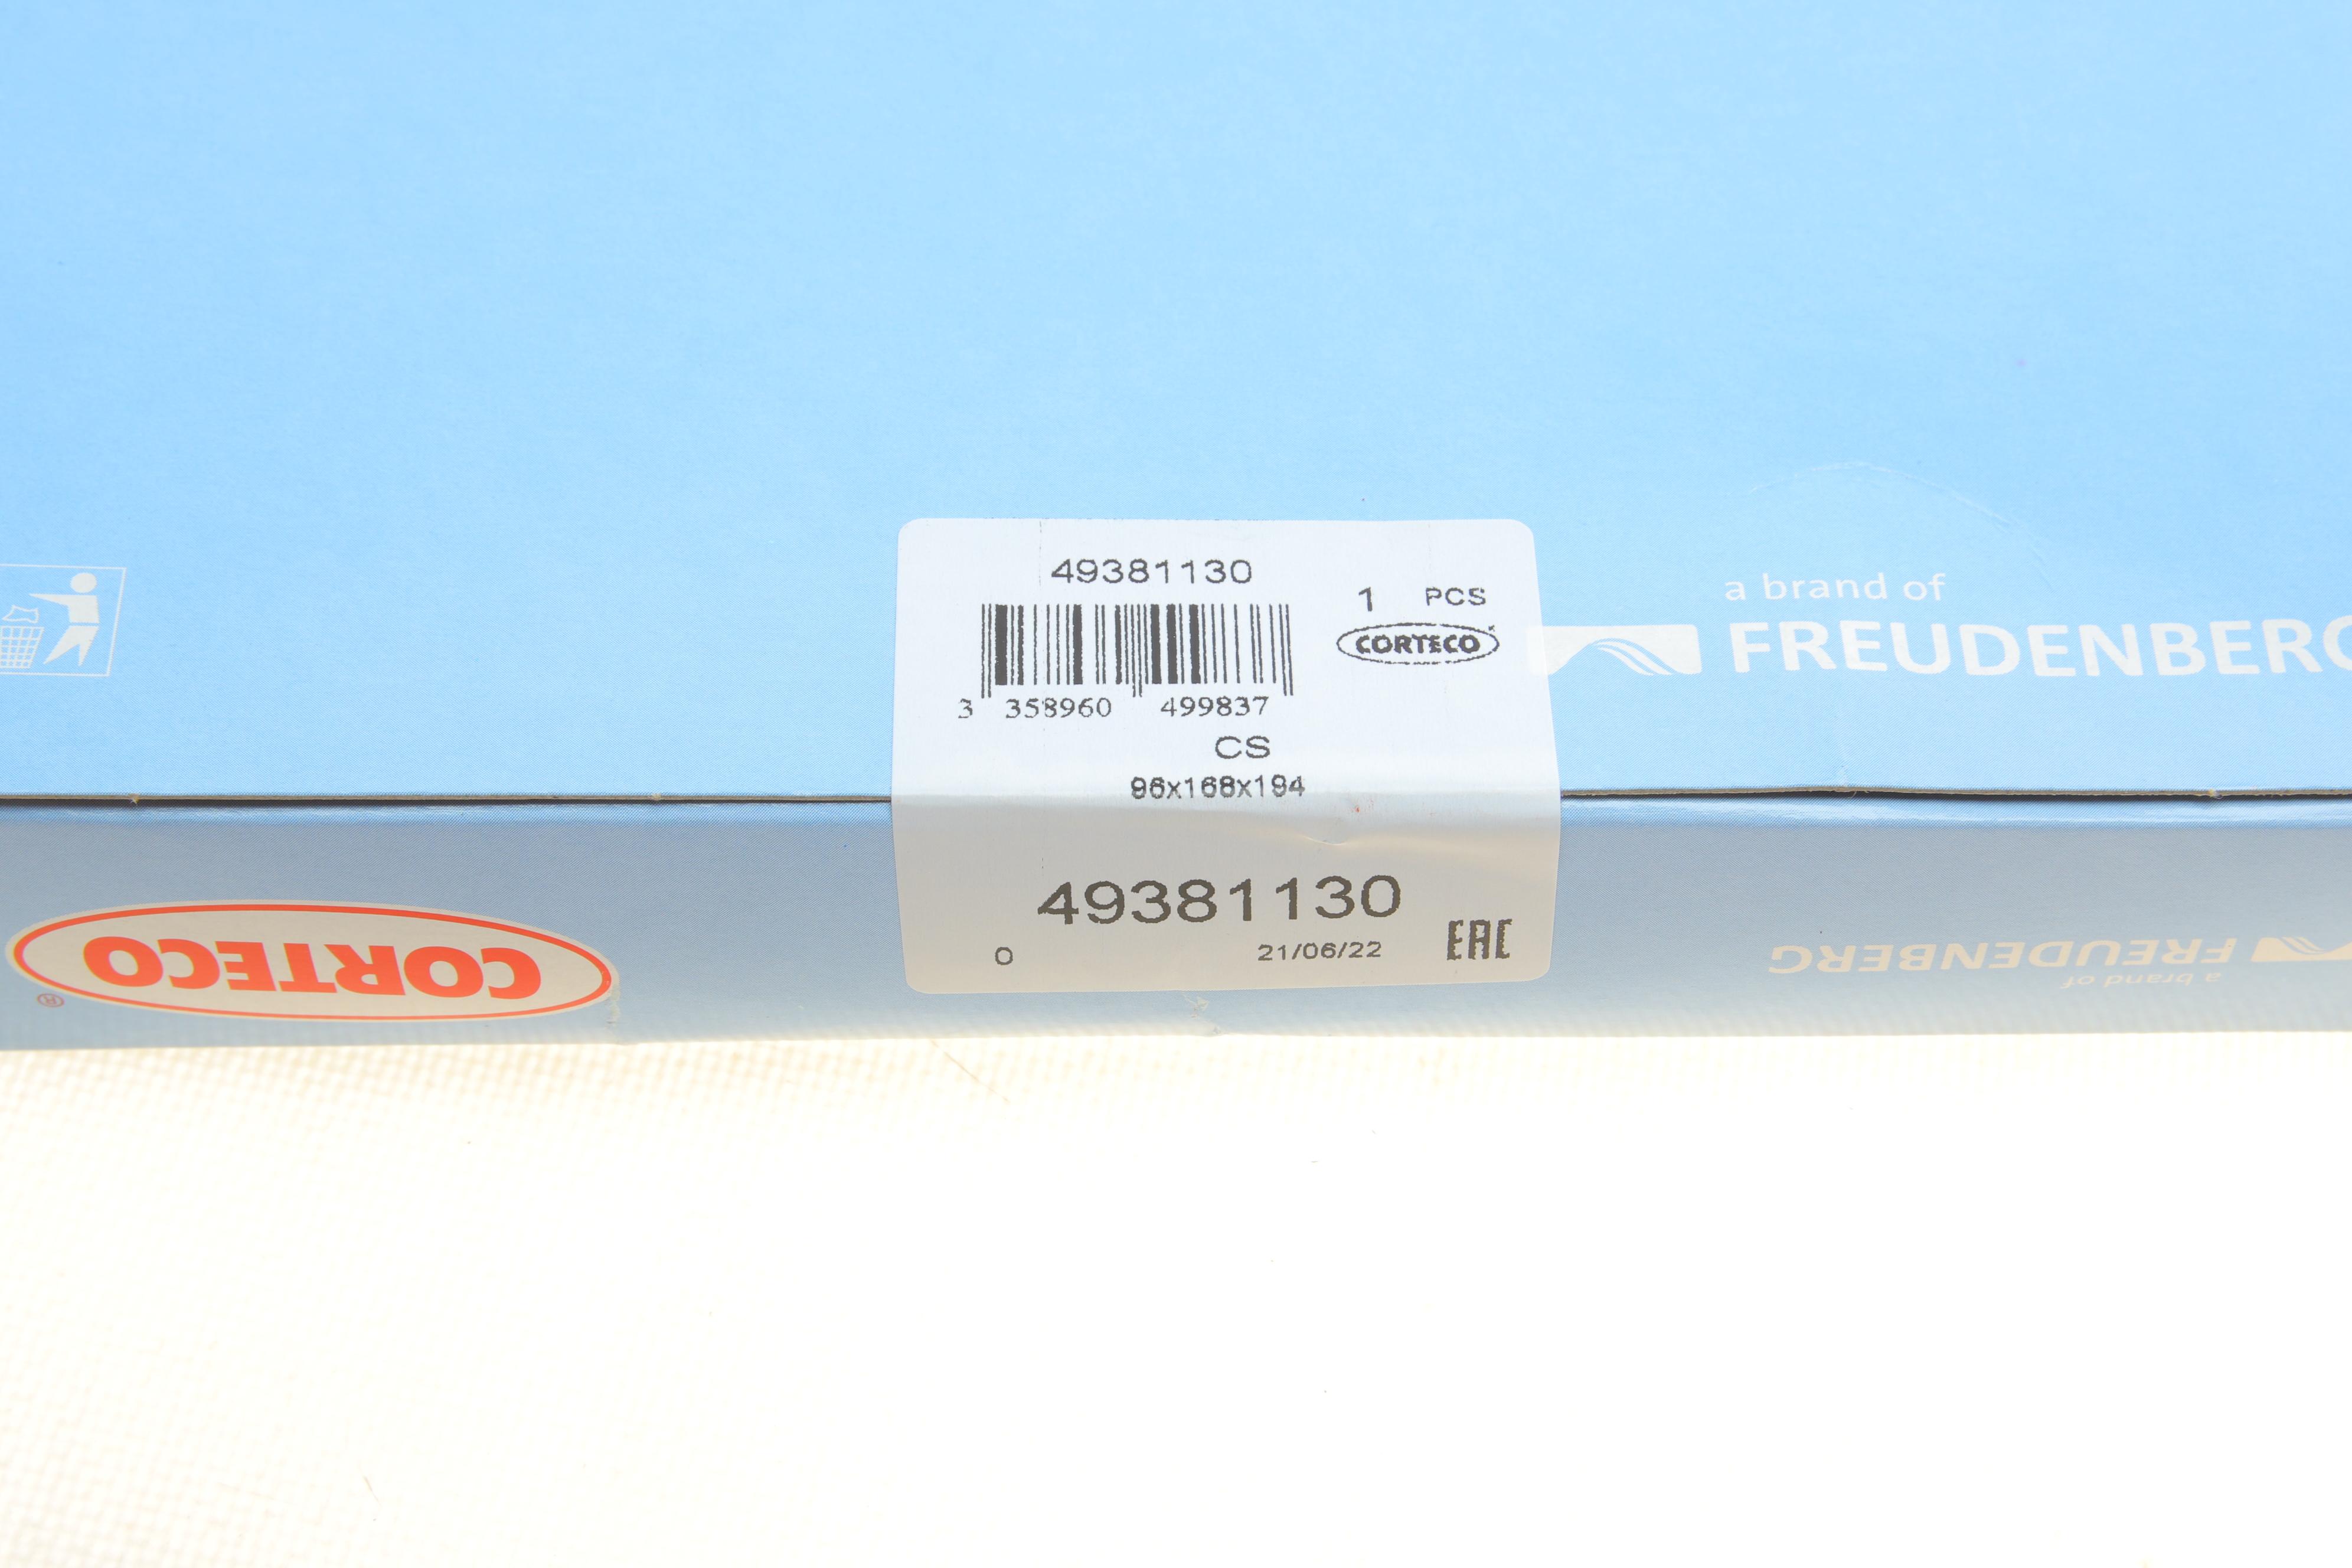 49381130
1 PCS
CORTECO
3 358960 499837
CS
96x168x194
a brand of
FREUDENBERG
49381130
0 21/06/22 EAC
CORTECO ®
a brand of
FREUDENBERG